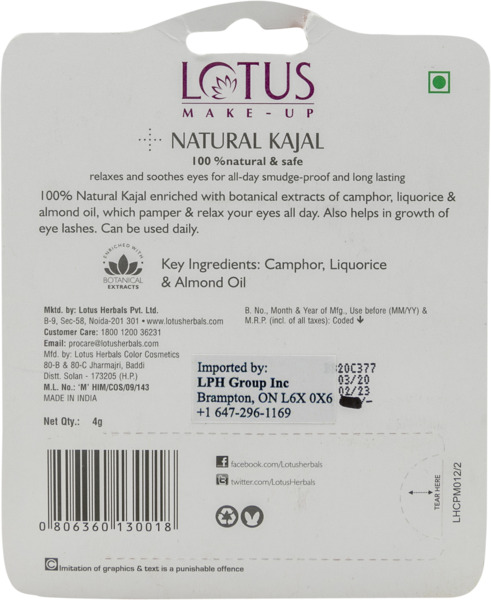 LOTUS
MAKE-UP
NATURAL KAJAL
100 %natural & safe
relaxes and soothes eyes for all-day smudge-proof and long lasting
100% Natural Kajal enriched with botanical extracts of camphor, liquorice &
almond oil, which pamper & relax your eyes all day. Also helps in growth of
eye lashes. Can be used daily.
ENRICHED WITH
BOTANICAL
EXTRACTS
Key Ingredients: Camphor, Liquorice
& Almond Oil
Mktd. by: Lotus Herbals Pvt. Ltd.
B-9, Sec-58, Noida-201 301 • www.lotusherbals.com
Customer Care: 1800 1200 36231
Email: procare@lotusherbals.com
Mfd. by: Lotus Herbals Color Cosmetics
80-B & 80-C Jharmajri, Baddi
Distt. Solan - 173205 (H.P.)
M.L. No.: 'M' HIM/COS/09/143
MADE IN INDIA
Net Qty.: 4g
B. No., Month & Year of Mfg., Use before (MM/YY) &
M.R.P. (incl. of all taxes): Coded
Imported by:
LPH Group Inc
Brampton, ON L6X 0X6
+1 647-296-1169
20C377
03/20
02/23
/-
0 806360 130018
facebook.com/Lotusherbals
twitter.com/LotusHerbals
TEAR HERE
LHCPM012/2
C Imitation of graphics & text is a punishable offence